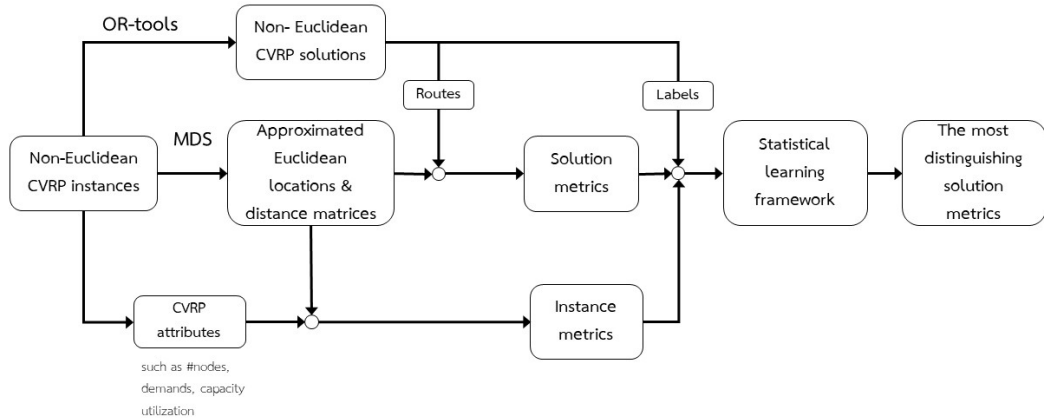 OR-tools
Non- Euclidean
CVRP solutions
Routes
Labels
Non-Euclidean
CVRP instances
MDS
Approximated
Euclidean
locations &
distance matrices
Solution
metrics
Statistical
learning
framework
The most
distinguishing
solution
metrics
CVRP
attributes
such as #nodes,
demands, capacity
utilization
Instance
metrics